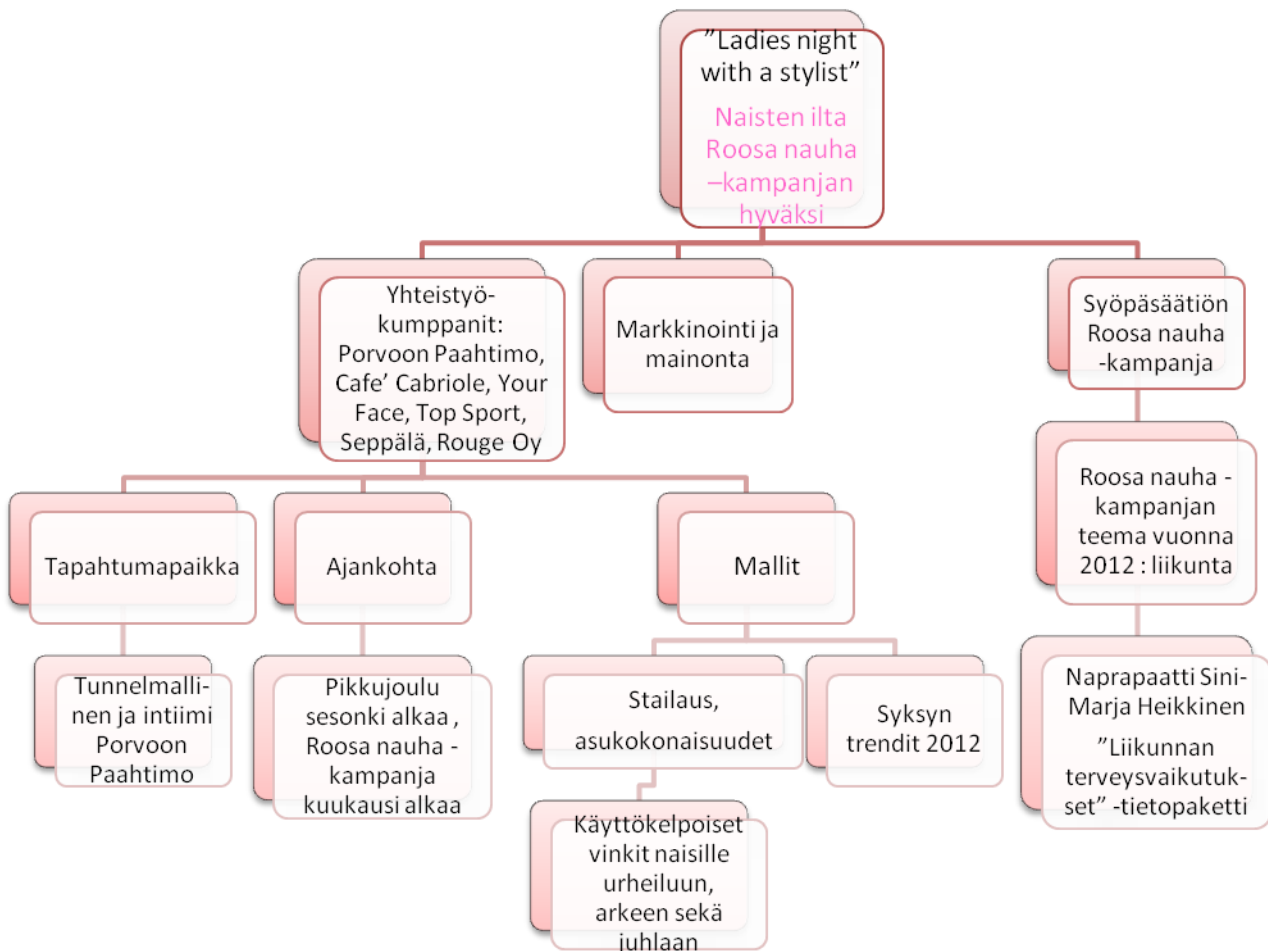 ”Ladies night
with a stylist”
Naisten ilta
Roosa nauha
–kampanjan
hyväksi
Yhteistyö-
kumppanit:
Porvoon Paahtimo,
Cafe’ Cabriole, Your
Face, Top Sport,
Seppälä, Rouge Oy
Markkinointi ja
mainonta
Syöpäsäätiön
Roosa nauha
-kampanja
Tapahtumapaikka
Ajankohta
Mallit
Roosa nauha -
kampanjan
teema vuonna
2012 : liikunta
Tunnelmalli-
nen ja intiimi
Porvoon
Paahtimo
Pikkujoulu
sesonki alkaa ,
Roosa nauha -
kampanja
kuukausi alkaa
Stailaus,
asukokonaisuudet
Syksyn
trendit 2012
Naprapaatti Sini-
Marja Heikkinen
”Liikunnan
terveysvaikutuk-
set” -tietopaketti
Käyttökelpoiset
vinkit naisille
urheiluun,
arkeen sekä
juhlaan